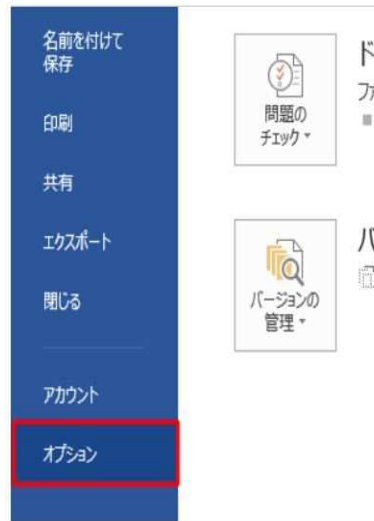 名前を付けて
保存
印刷
共有
エクスポート
閉じる
アカウント
オプション
問題の
チェック
バージョンの
管理
ド
ファ
バ